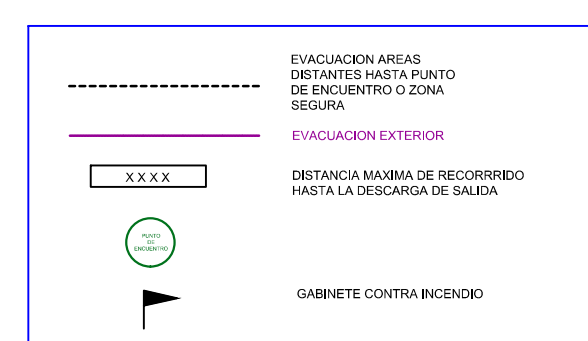 EVACUACION AREAS
DISTANTES HASTA PUNTO
DE ENCUENTRO O ZONA
SEGURA
EVACUACION EXTERIOR
XXXX
DISTANCIA MAXIMA DE RECORRRIDO
HASTA LA DESCARGA DE SALIDA
PUNTO
DE
ENCUENTRO
GABINETE CONTRA INCENDIO